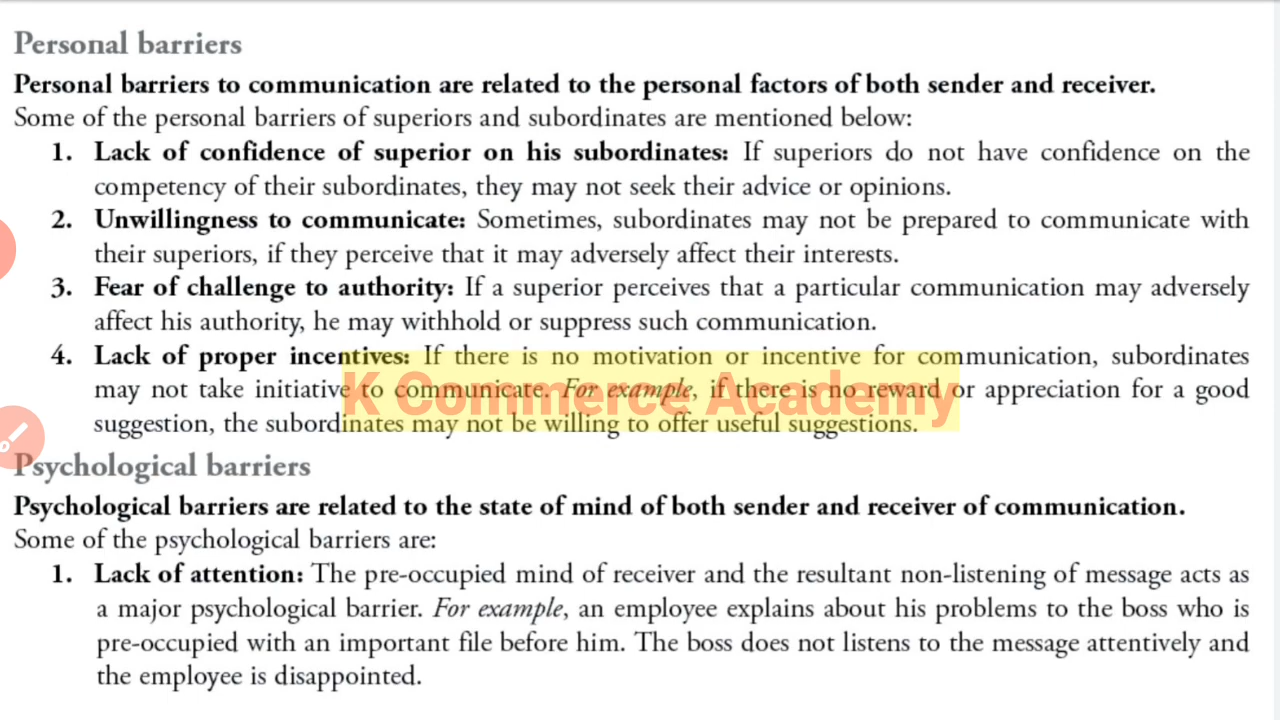 Personal barriers
Personal barriers to communication are related to the personal factors of both sender and receiver.
Some of the personal barriers of superiors and subordinates are mentioned below:
1. Lack of confidence of superior on his subordinates: If superiors do not have confidence on the
competency of their subordinates, they may not seek their advice or opinions.
2. Unwillingness to communicate: Sometimes, subordinates may not be prepared to communicate with
their superiors, if they perceive that it may adversely affect their interests.
3. Fear of challenge to authority: If a superior perceives that a particular communication may adversely
affect his authority, he may withhold or suppress such communication.
4. Lack of proper incentives: If there is no motivation or incentive for communication, subordinates
may not take initiative to communicate. For example, if there is no reward or appreciation for a good
K Commerce Academy
suggestion, the subordinates may not be willing to offer useful suggestions.
Psychological barriers
Psychological barriers are related to the state of mind of both sender and receiver of communication.
Some of the psychological barriers are:
1. Lack of attention: The pre-occupied mind of receiver and the resultant non-listening of message acts as
a major psychological barrier. For example, an employee explains about his problems to the boss who is
pre-occupied with an important file before him. The boss does not listens to the message attentively and
the employee is disappointed.